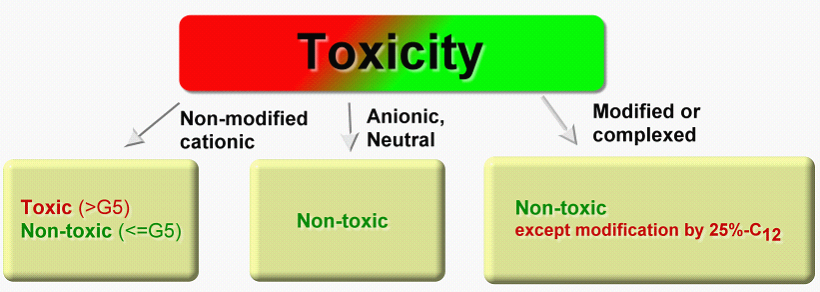 Toxicity
Non-modified
cationic
Anionic,
Neutral
Modified or
complexed
Toxic (>G5)
Non-toxic (<=G5)
Non-toxic
Non-toxic
except modification by 25%-C12